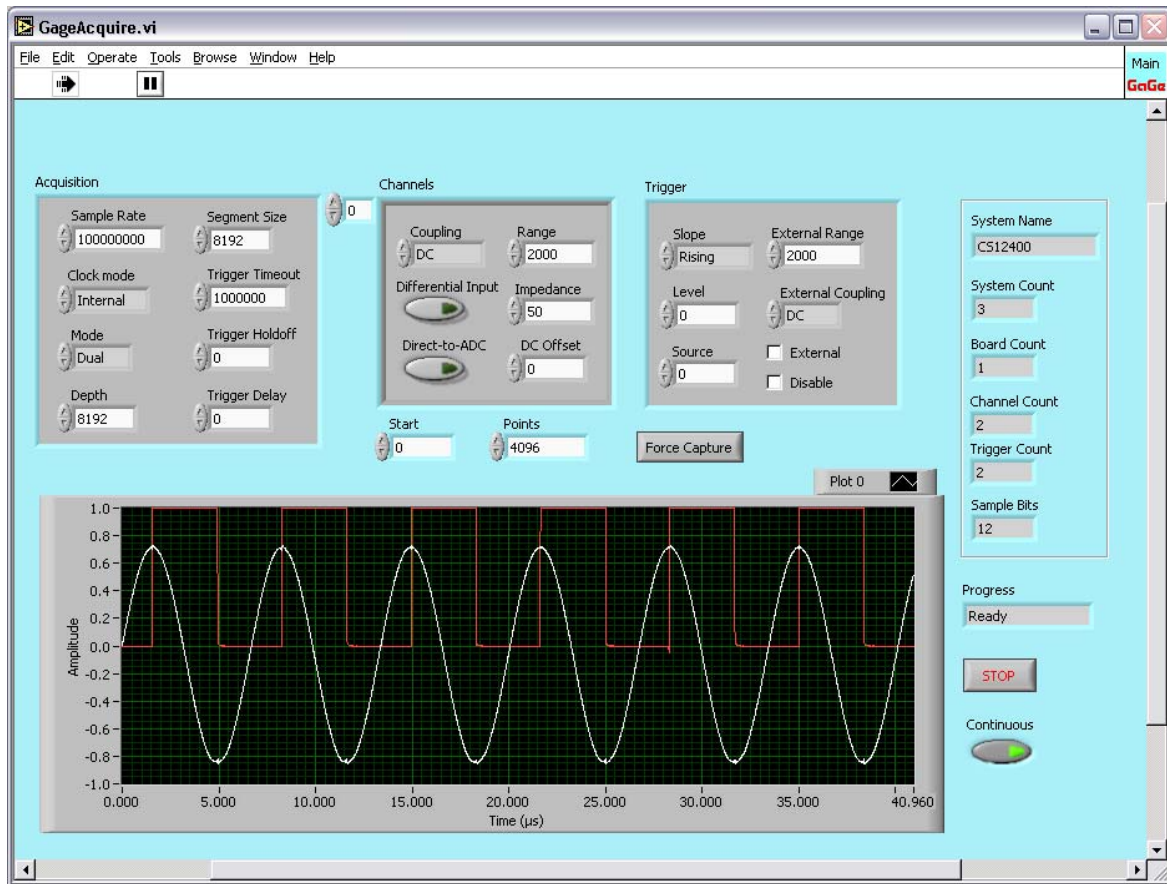 GageAcquire.vi
File Edit Operate Tools Browse Window Help
Main
GaGe
Acquisition
Sample Rate
100000000
Clock mode
Internal
Mode
Dual
Depth
8192
Segment Size
8192
Trigger Timeout
1000000
Trigger Holdoff
0
Trigger Delay
0
0
Channels
Coupling
DC
Differential Input
Direct-to-ADC
Range
2000
Impedance
50
DC Offset
0
Start
0
Points
4096
Trigger
Slope
Rising
Level
0
Source
0
External Range
2000
External Coupling
DC
External
Disable
Force Capture
System Name
CS12400
System Count
3
Board Count
1
Channel Count
2
Trigger Count
2
Sample Bits
12
Progress
Ready
STOP
Continuous
Plot 0
Amplitude
1.0
0.8
0.6
0.4
0.2
0.0
-0.2
-0.4
-0.6
-0.8
-1.0
0.000 5.000 10.000 15.000 20.000 25.000 30.000 35.000 40.960
Time (µs)